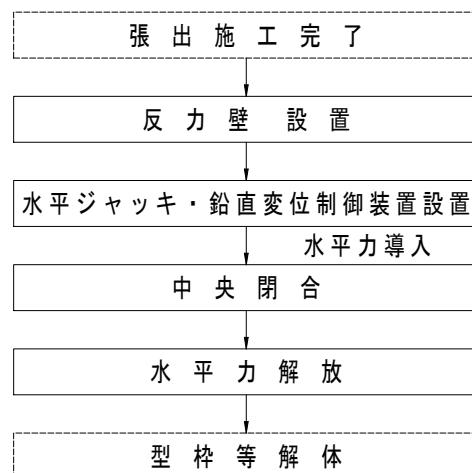 張出施工完了
反力壁 設置
水平ジャッキ・鉛直変位制御装置設置
水平力導入
中央閉合
水平力解放
型枠等解体